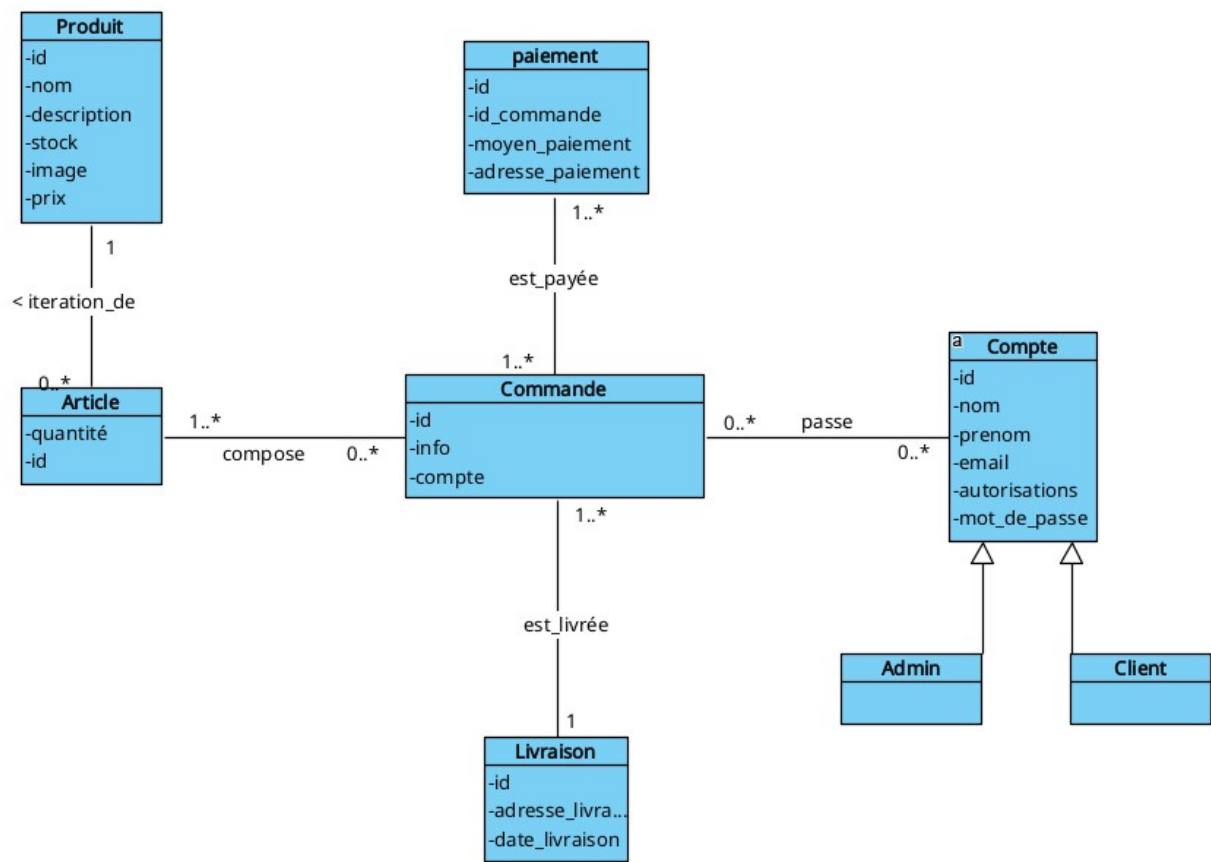 Produit
-id
-nom
-description
-stock
-image
-prix
1
< iteration_de
0..*
Article
-quantité
-id
1..*
compose
0..*
paiement
-id
-id_commande
-moyen_paiement
-adresse_paiement
1..*
est_payée
1..*
Commande
-id
-info
-compte
0..*
passe
0..*
a
Compte
-id
-nom
-prenom
-email
-autorisations
-mot_de_passe
Admin
Client
1..*
est_livrée
1
Livraison
-id
-adresse_livra...
-date_livraison